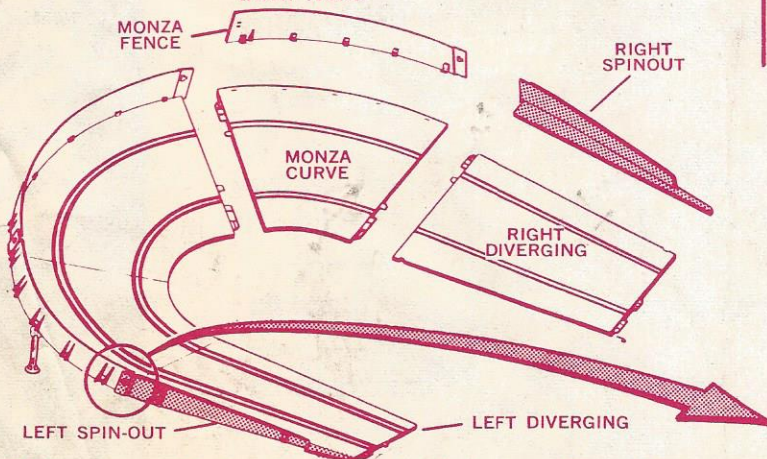 MONZA
FENCE
RIGHT
SPINOUT
MONZA
CURVE
RIGHT
DIVERGING
LEFT SPIN-OUT
LEFT DIVERGING